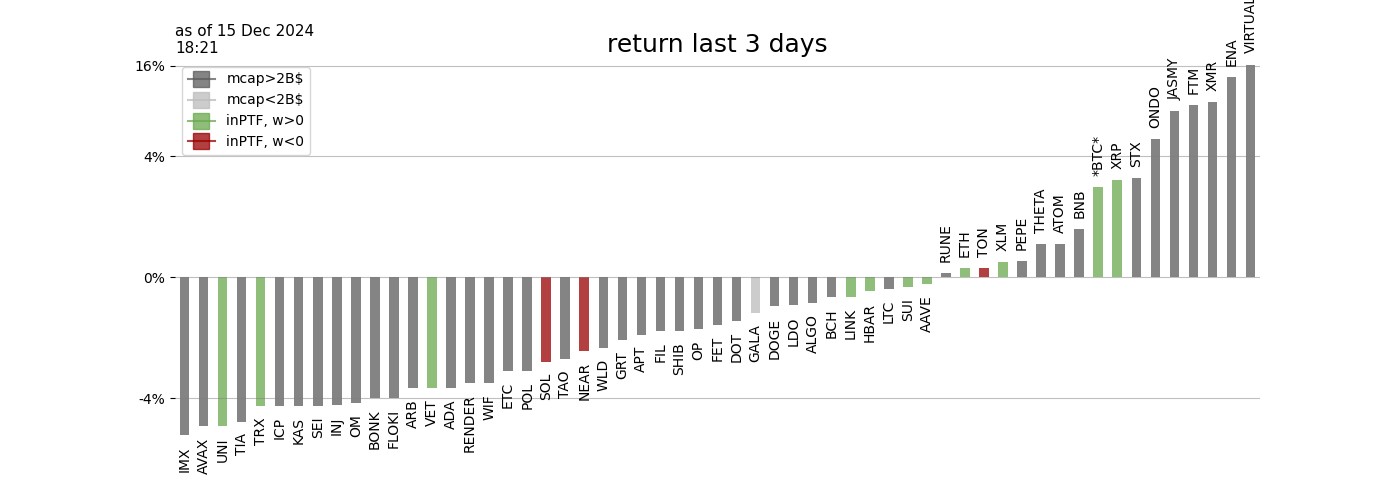 as of 15 Dec 2024
18:21
return last 3 days
16%
4%
0%
-4%
mcap>2B$
mcap<2B$
inPTF, w>0
inPTF, w<0
IMX
AVAX
UNI
TIA
TRX
ICP
KAS
SEI
INJ
OM
BONK
FLOKI
ARB
VET
ADA
RENDER
WIF
ETC
POL
SOL
TAO
NEAR
WLD
GRT
APT
FIL
SHIB
OP
FET
DOT
GALA
DOGE
LDO
ALGO
BCH
LINK
HBAR
LTC
SUI
AAVE
RUNE
ETH
TON
XLM
PEPE
THETA
ATOM
BNB
*BTC*
XRP
STX
ONDO
JASMY
FTM
XMR
ENA
VIRTUAL